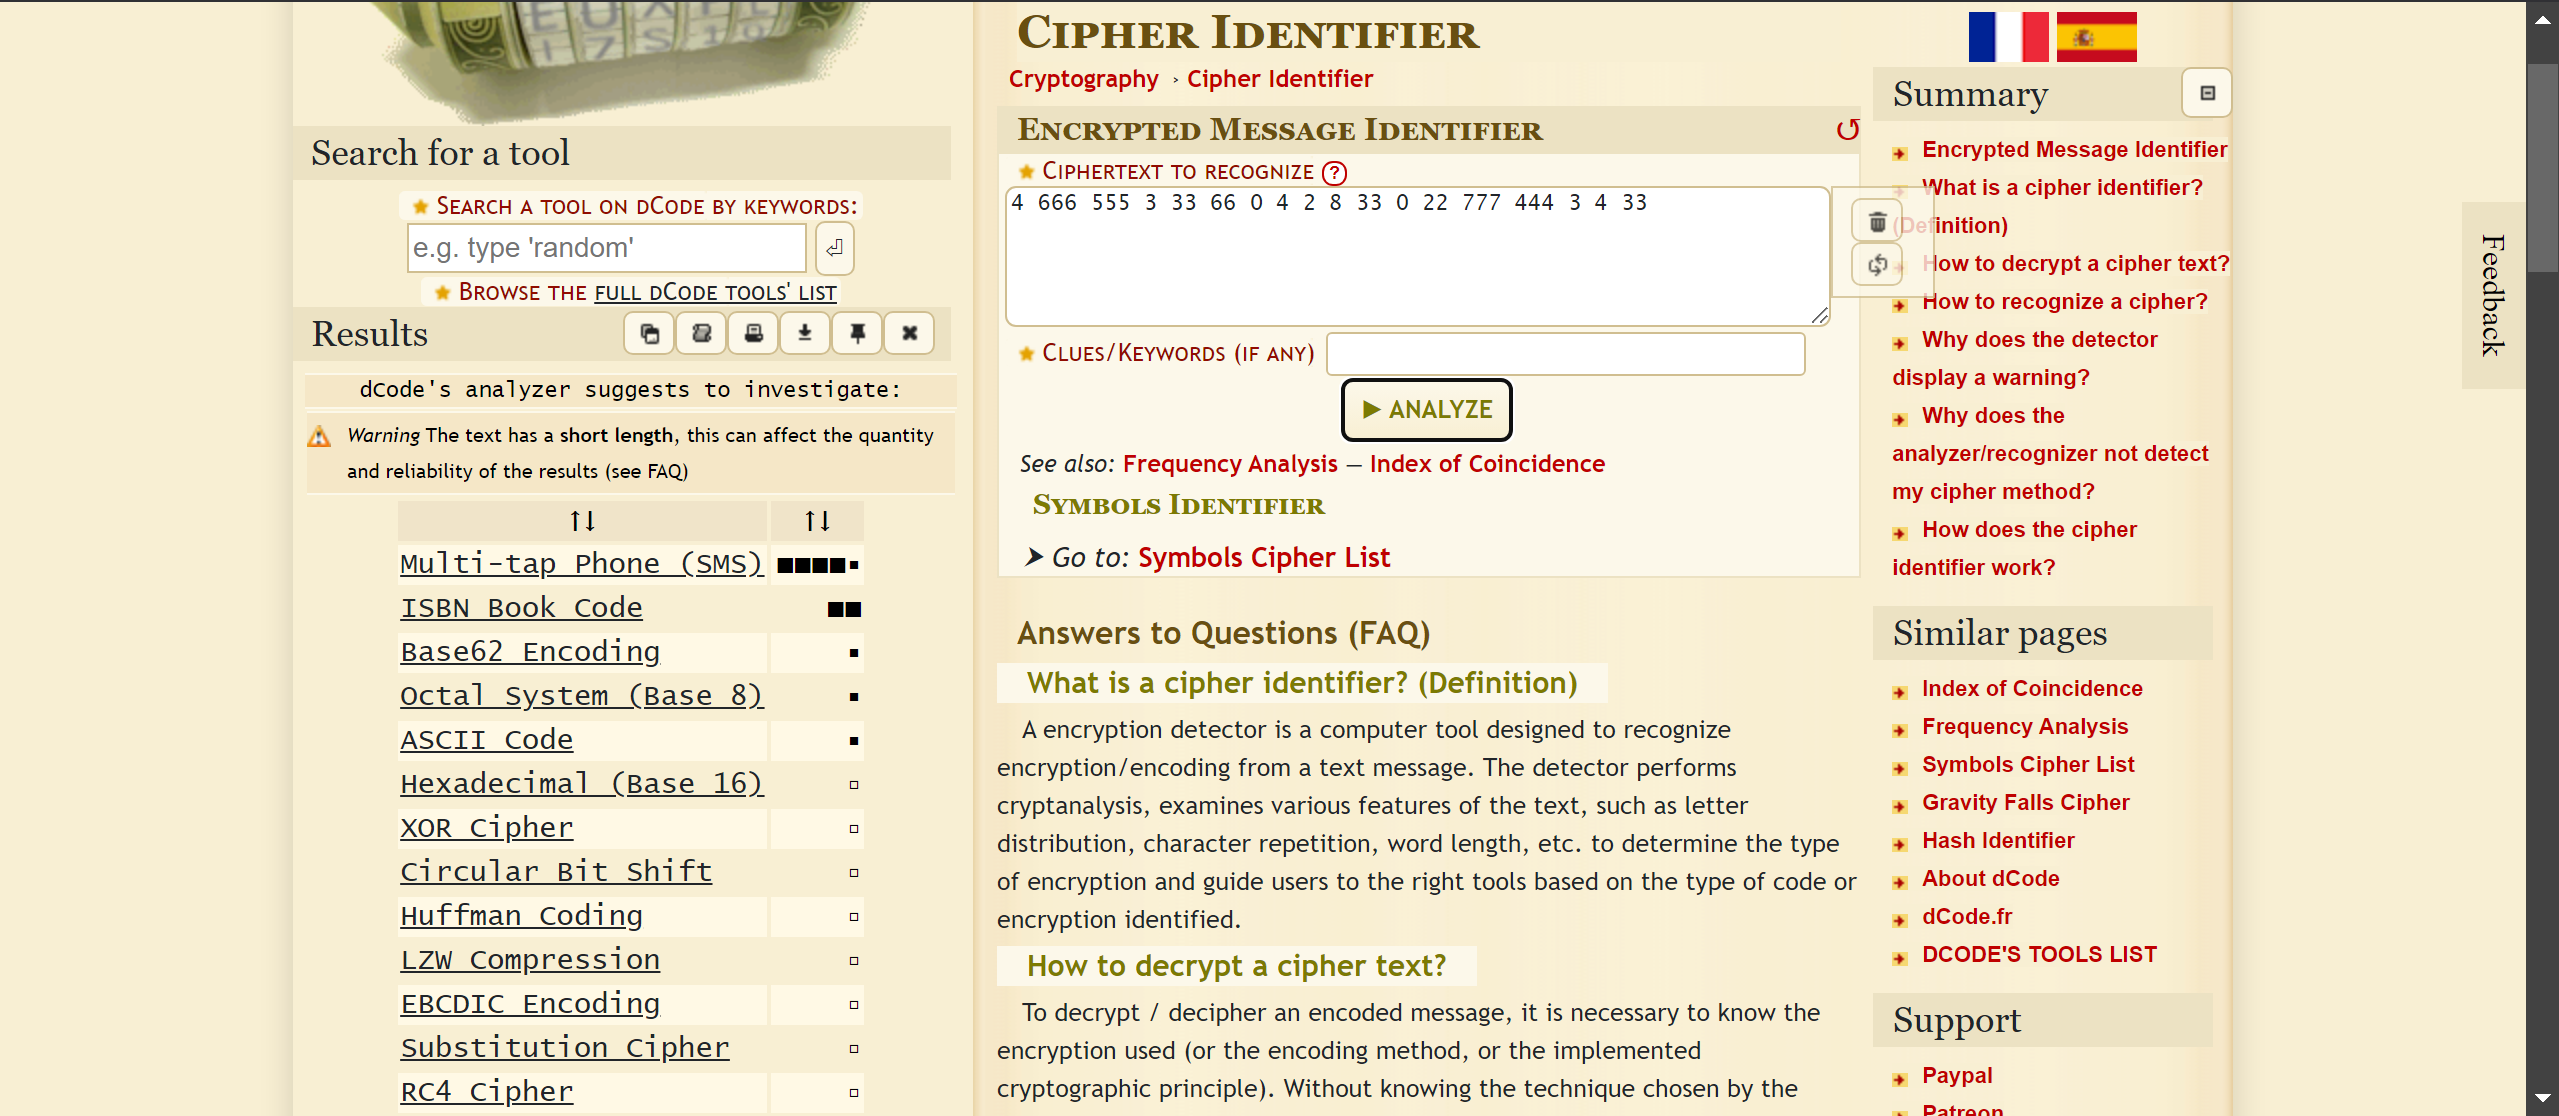 Search for a tool
Search a tool on dCode by keywords:
e.g. type 'random'
Browse the full dCode tools' list
Results
dCode's analyzer suggests to investigate:
Warning The text has a short length, this can affect the quantity
and reliability of the results (see FAQ)
↑↓ ↑↓
Multi-tap Phone (SMS)
ISBN Book Code
Base62 Encoding
Octal System (Base 8)
ASCII Code
Hexadecimal (Base 16)
XOR Cipher
Circular Bit Shift
Huffman Coding
LZW Compression
EBCDIC Encoding
Substitution Cipher
RC4 Cipher
Cipher Identifier
Cryptography › Cipher Identifier
Encrypted Message Identifier
Ciphertext to recognize ?
4 666 555 3 33 66 0 4 2 8 33 0 22 777 444 3 4 33
Clues/Keywords (if any)
► ANALYZE
See also: Frequency Analysis — Index of Coincidence
Symbols Identifier
➤ Go to: Symbols Cipher List
Answers to Questions (FAQ)
What is a cipher identifier? (Definition)
A encryption detector is a computer tool designed to recognize
encryption/encoding from a text message. The detector performs
cryptanalysis, examines various features of the text, such as letter
distribution, character repetition, word length, etc. to determine the type
of encryption and guide users to the right tools based on the type of code or
encryption identified.
How to decrypt a cipher text?
To decrypt / decipher an encoded message, it is necessary to know the
encryption used (or the encoding method, or the implemented
cryptographic principle). Without knowing the technique chosen by the
Summary
Encrypted Message Identifier
What is a cipher identifier?
(Definition)
How to decrypt a cipher text?
How to recognize a cipher?
Why does the detector
display a warning?
Why does the
analyzer/recognizer not detect
my cipher method?
How does the cipher
identifier work?
Similar pages
Index of Coincidence
Frequency Analysis
Symbols Cipher List
Gravity Falls Cipher
Hash Identifier
About dCode
dCode.fr
DCODE'S TOOLS LIST
Support
Paypal
Patreon
Feedback